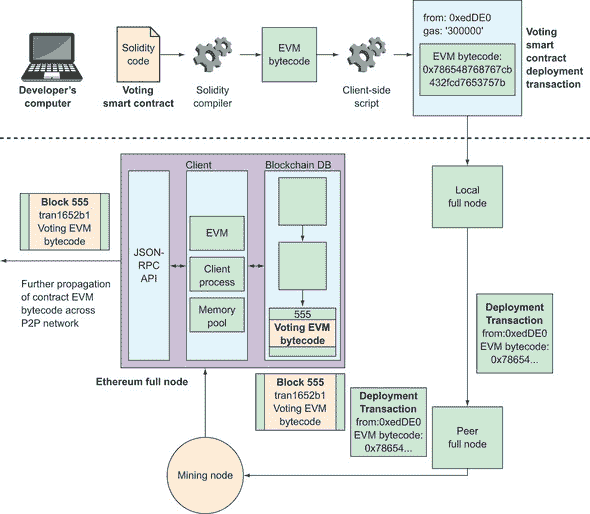 Developer's
computer
Solidity
code
Voting
smart contract
Solidity
compiler
EVM
bytecode
Client-side
script
from: 0xedDE0
gas: '300000'
EVM bytecode:
0x786548768767cb
432fcd7653757b
Voting
smart
contract
deployment
transaction
Local
full node
Deployment
Transaction
from:0xedDE0
EVM bytecode:
0x78654...
Peer
full node
Deployment
Transaction
from:0xedDE0
EVM bytecode:
0x78654...
Mining node
Block 555
tran1652b1
Voting EVM
bytecode
Ethereum full node
Client
Blockchain DB
JSON-
RPC
API
EVM
Client
process
Memory
pool
555
Voting EVM
bytecode
Block 555
tran1652b1
Voting EVM
bytecode
Further propagation
of contract EVM
bytecode across
P2P network